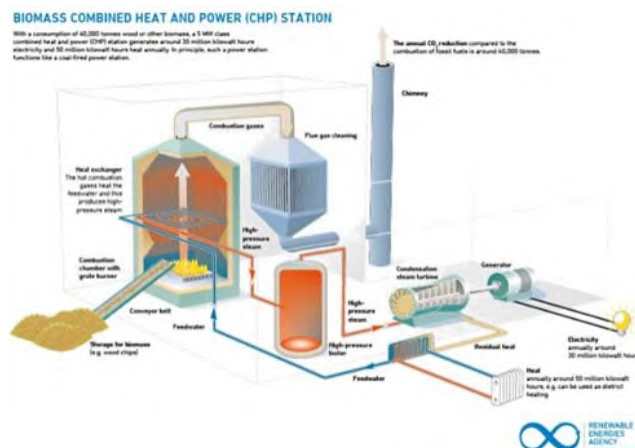 BIOMASS COMBINED HEAT AND POWER (CHP) STATION
With a consumption of 40,000 tonnes wood or other biomass, a 5 MW class
combined heat and power (CHP) station generates around 30 million kilowatt hours
electricity and 50 million kilowatt hours heat annually. In principle, such a power station
functions like a coal-fired power station.
The annual CO₂ reduction compared to the
combustion of fossil fuels is around 40,000 tonnes.
Chimney
Combustion gases
Flue gas cleaning
Heat exchanger
The hot combustion
gases heat the
feedwater and this
produces high-
pressure steam
High-
pressure
steam
Combustion
chamber with
grate burner
Condensation
steam turbine
Generator
Conveyor belt
High-
pressure
steam
Storage for biomass
(e.g. wood chips)
Feedwater
High-pressure
boiler
Residual heat
Electricity
annually around
30 million kilowatt hours
Feedwater
Heat
annually around 50 million kilowatt
hours, e.g. can be used as district
heating
RENEWABLE
ENERGIES
AGENCY